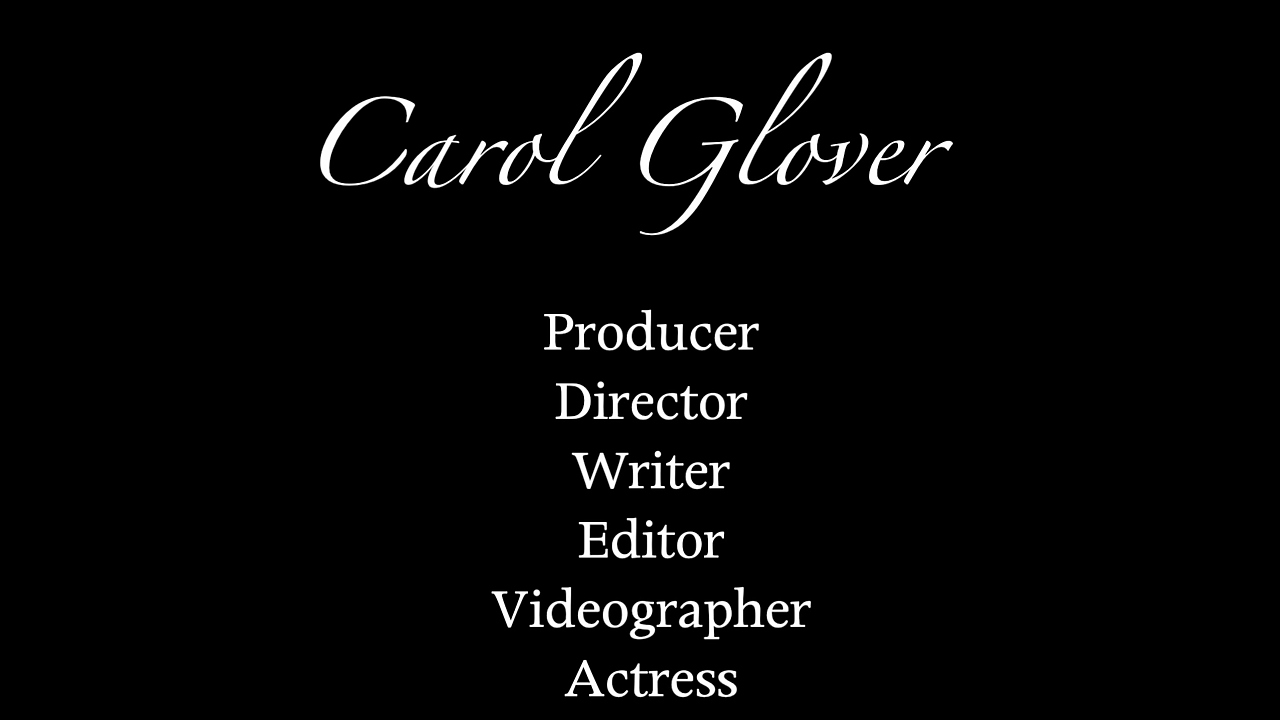 Carol Glover
Producer
Director
Writer
Editor
Videographer
Actress